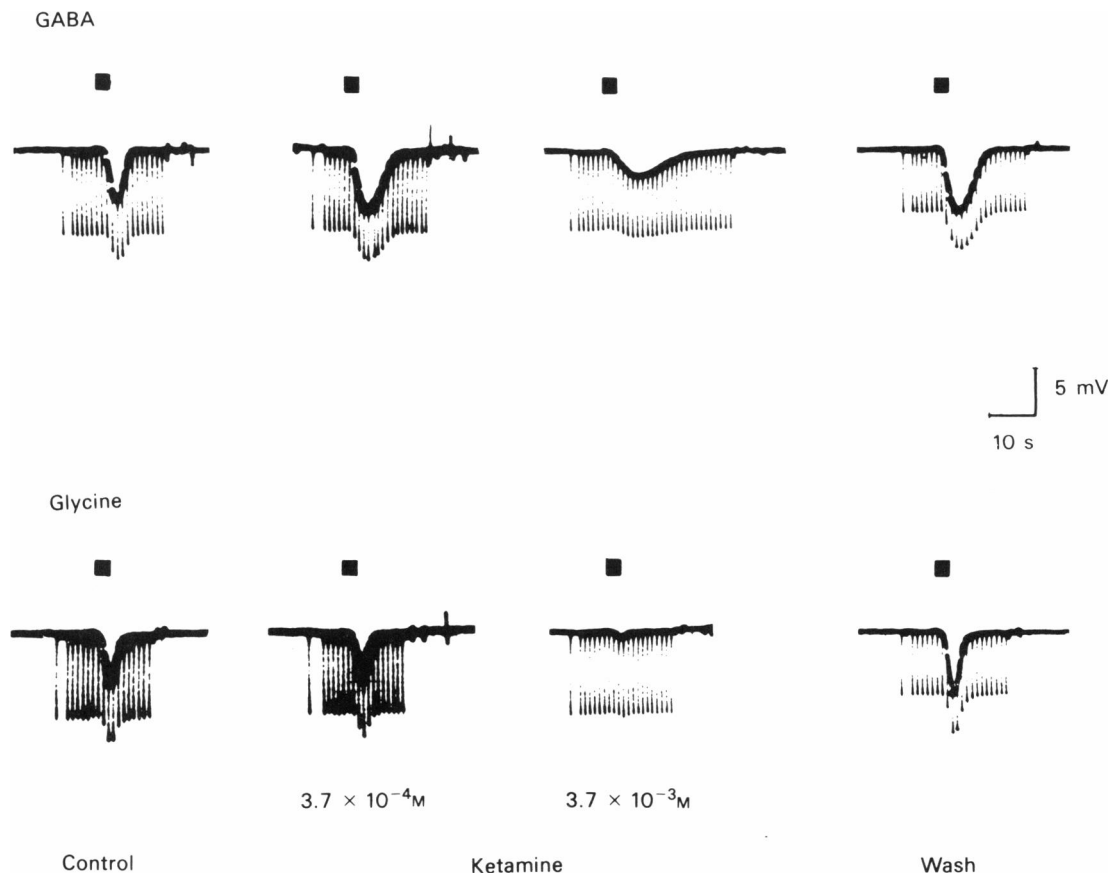 GABA
5 mV
10 s
Glycine
3.7 × 10⁻⁴M
3.7 × 10⁻³M
Control
Ketamine
Wash